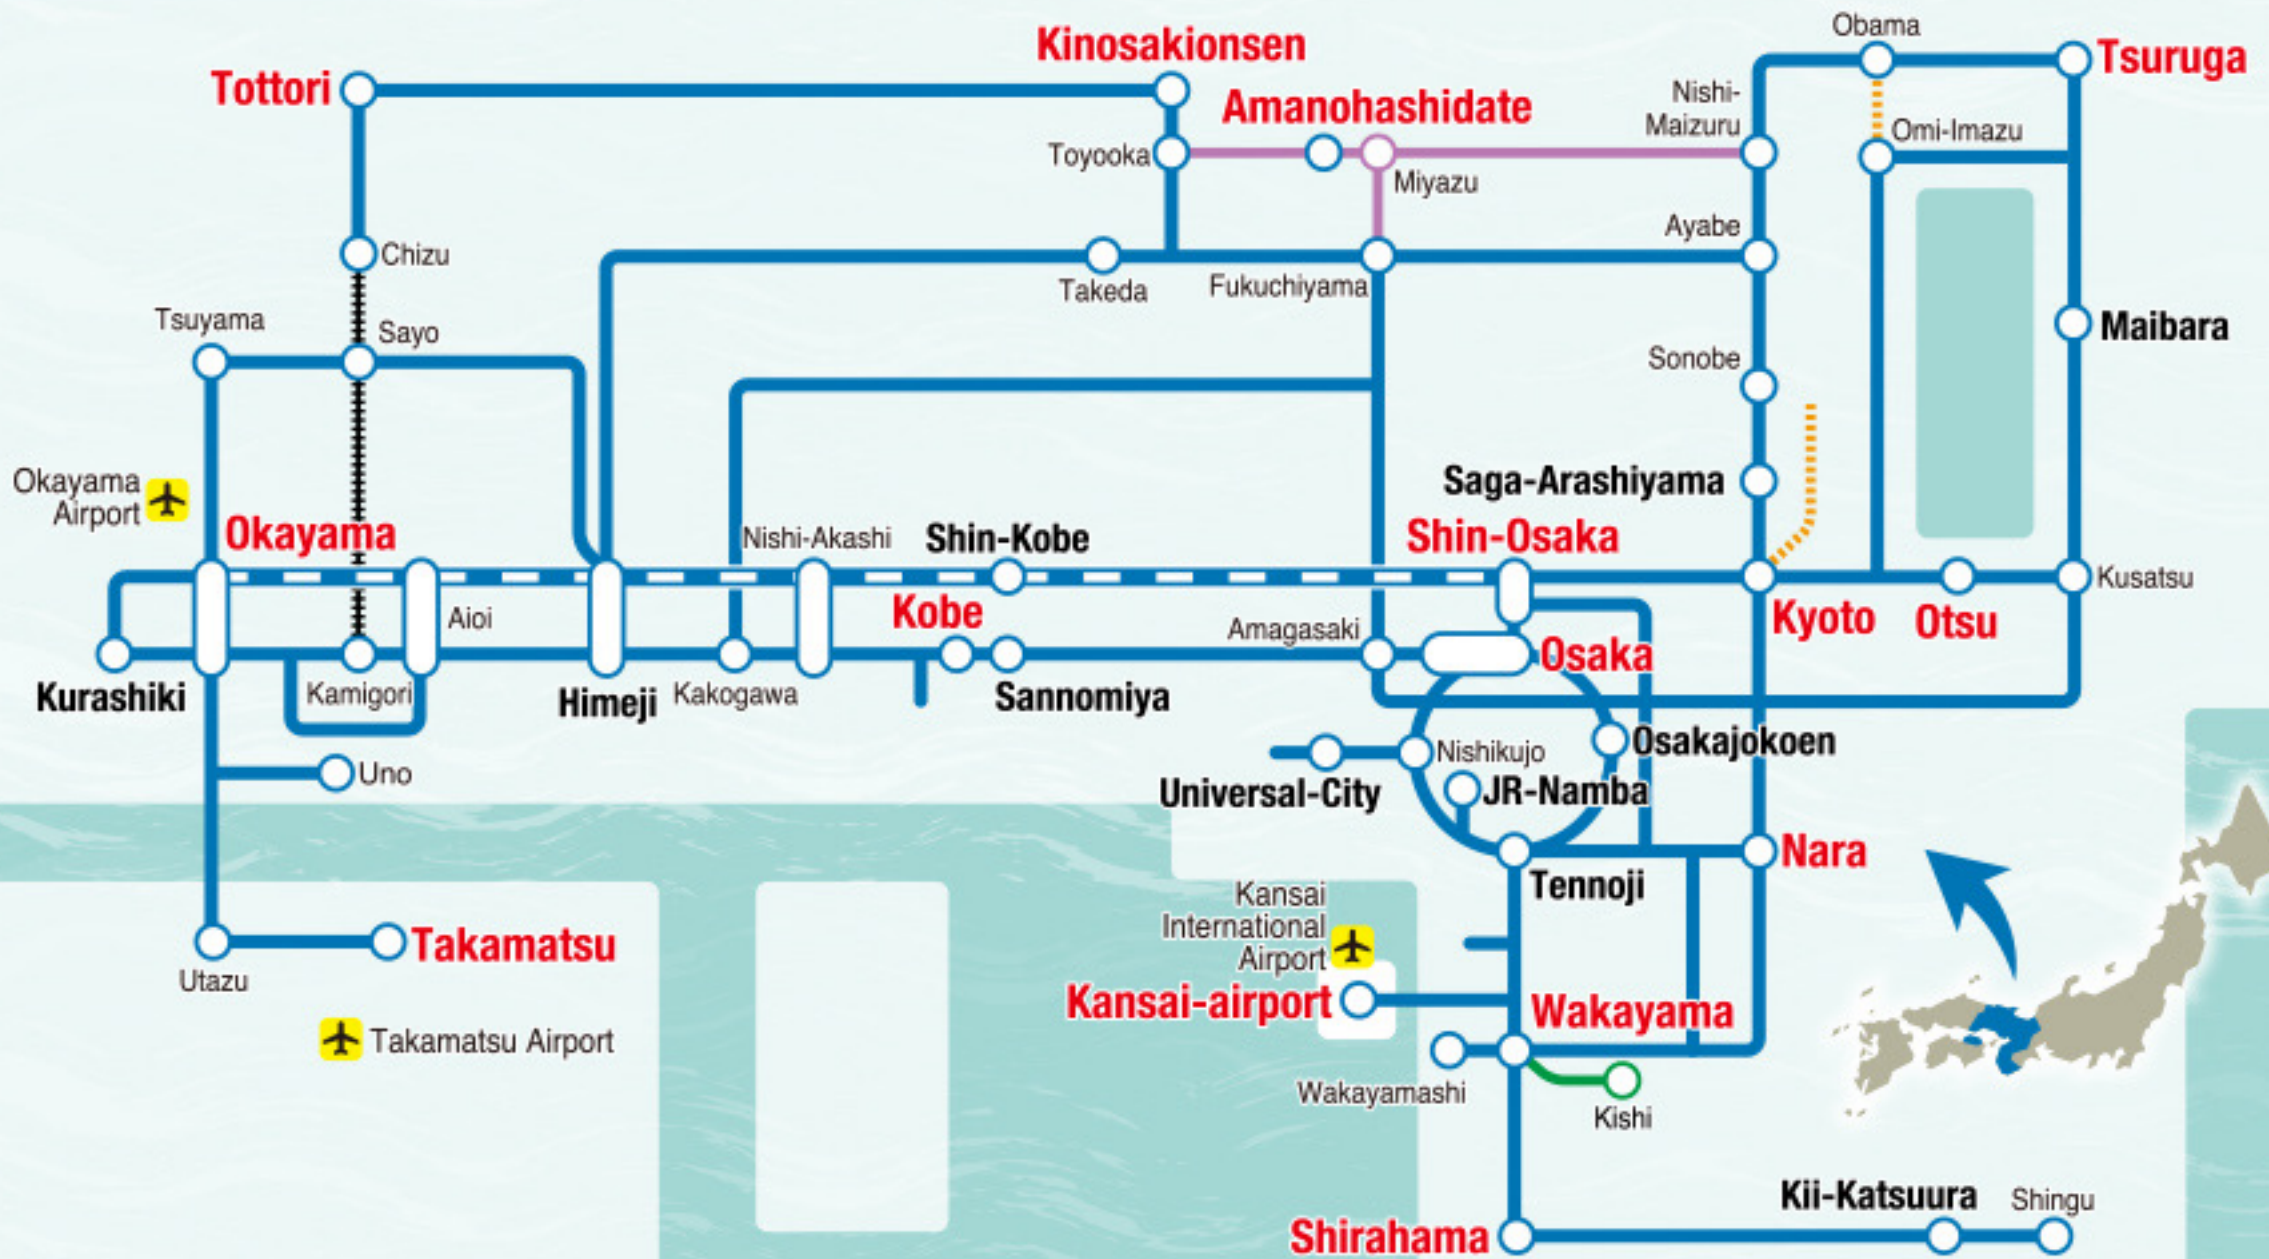 Obama
Kinosakionsen
Tsuruga
Tottori
Amanohashidate
Nishi-
Maizuru
Omi-Imazu
Toyooka
Miyazu
Ayabe
Chizu
Takeda
Fukuchiyama
Tsuyama
Sayo
Maibara
Sonobe
Okayama
Airport
Saga-Arashiyama
Okayama
Nishi-Akashi
Shin-Kobe
Shin-Osaka
Kusatsu
Aioi
Kobe
Amagasaki
Kyoto
Otsu
Osaka
Kurashiki
Kamigori
Himeji
Kakogawa
Sannomiya
Nishikujo
Osakajokoen
Uno
Universal-City
JR-Namba
Nara
Tennoji
Kansai
International
Airport
Takamatsu
Utazu
Kansai-airport
Wakayama
Takamatsu Airport
Wakayamashi
Kishi
Kii-Katsuura
Shingu
Shirahama